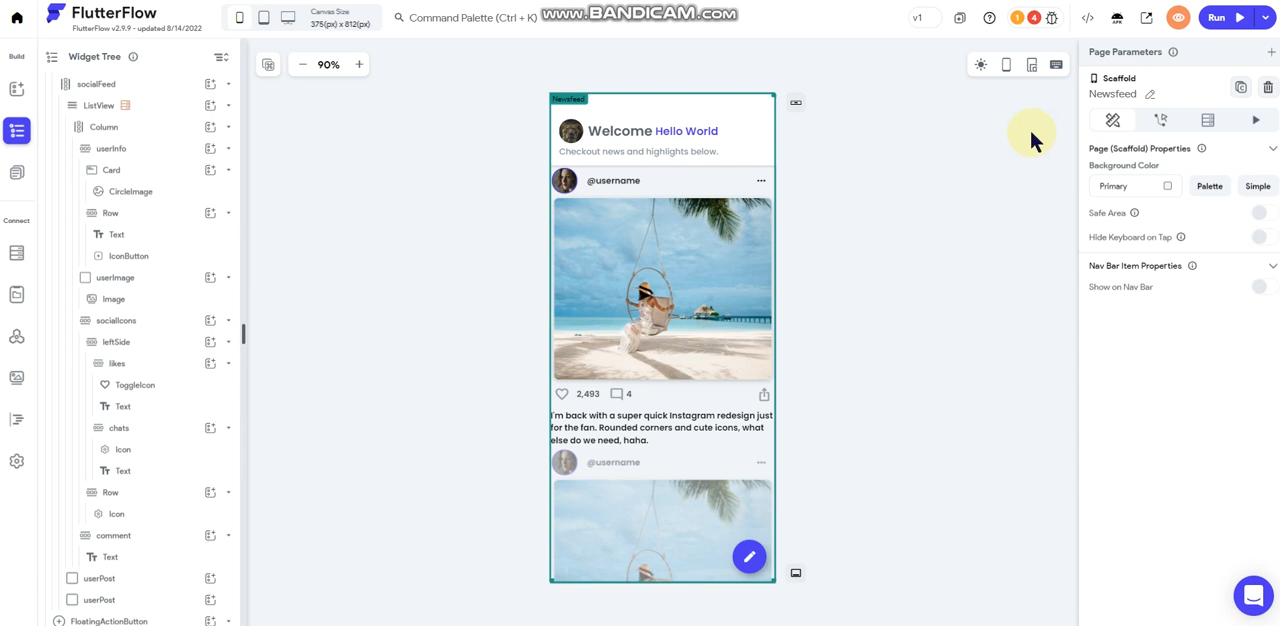 FlutterFlow
FlutterFlow v2.9.9 - updated 8/14/2022
Canvas Size
375(px) x 812(px)
Command Palette (Ctrl + K)
www.BANDICAM.com
v1
1
4
APK
Run
Build
Widget Tree
socialFeed
ListView
Column
userInfo
Card
CircleImage
Row
Text
IconButton
userImage
Image
socialIcons
leftSide
likes
ToggleIcon
Text
chats
Icon
Text
Row
Icon
comment
Text
userPost
userPost
FloatingActionButton
Connect
90%
Newsfeed
Welcome Hello World
Checkout news and highlights below.
@username
2,493
4
I'm back with a super quick Instagram redesign just
for the fan. Rounded corners and cute icons, what
else do we need, haha.
@username
Page Parameters
Scaffold
Newsfeed
Page (Scaffold) Properties
Background Color
Primary
Palette
Simple
Safe Area
Hide Keyboard on Tap
Nav Bar Item Properties
Show on Nav Bar